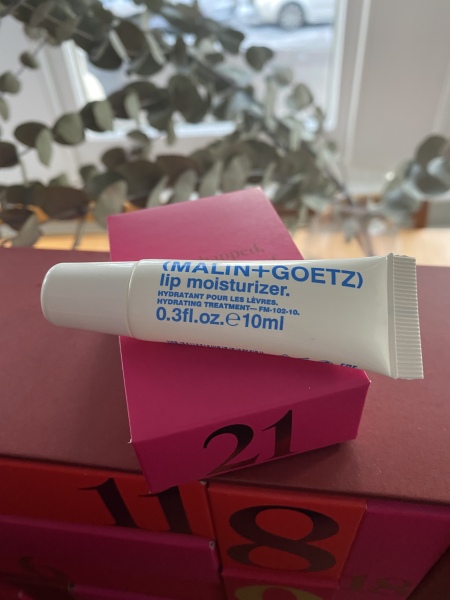 (MALIN+GOETZ)
lip moisturizer.
HYDRATANT POUR LES LÈVRES.
HYDRATING TREATMENT—FM-102-10.
0.3fl.oz.℮10ml
21
11
8